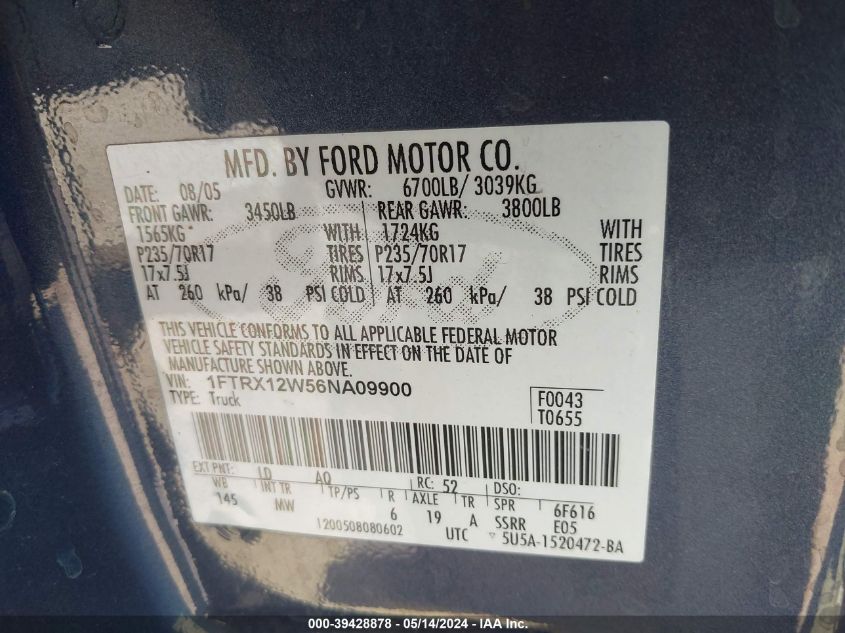 MFD. BY FORD MOTOR CO.
DATE: 08/05 GVWR: 6700LB/ 3039KG
FRONT GAWR: 3450LB REAR GAWR: 3800LB
1565KG WITH 1724KG WITH
P235/70R17 TIRES P235/70R17 TIRES
17x7.5J RIMS 17x7.5J RIMS
AT 260 kPa/ 38 PSI COLD AT 260 kPa/ 38 PSI COLD
THIS VEHICLE CONFORMS TO ALL APPLICABLE FEDERAL MOTOR
VEHICLE SAFETY STANDARDS IN EFFECT ON THE DATE OF
MANUFACTURE SHOWN ABOVE.
VIN: 1FTRX12W56NA09900
TYPE: Truck
F0043
T0655
EXT PNT: LD AQ RC: 52 DSO:
WB INT TR TP/PS R AXLE TR SPR 6F616
145 MW 6 19 A SSRR E05
1200508080602 UTC 5U5A-1520472-BA
000-39428878 - 05/14/2024 - IAA Inc.